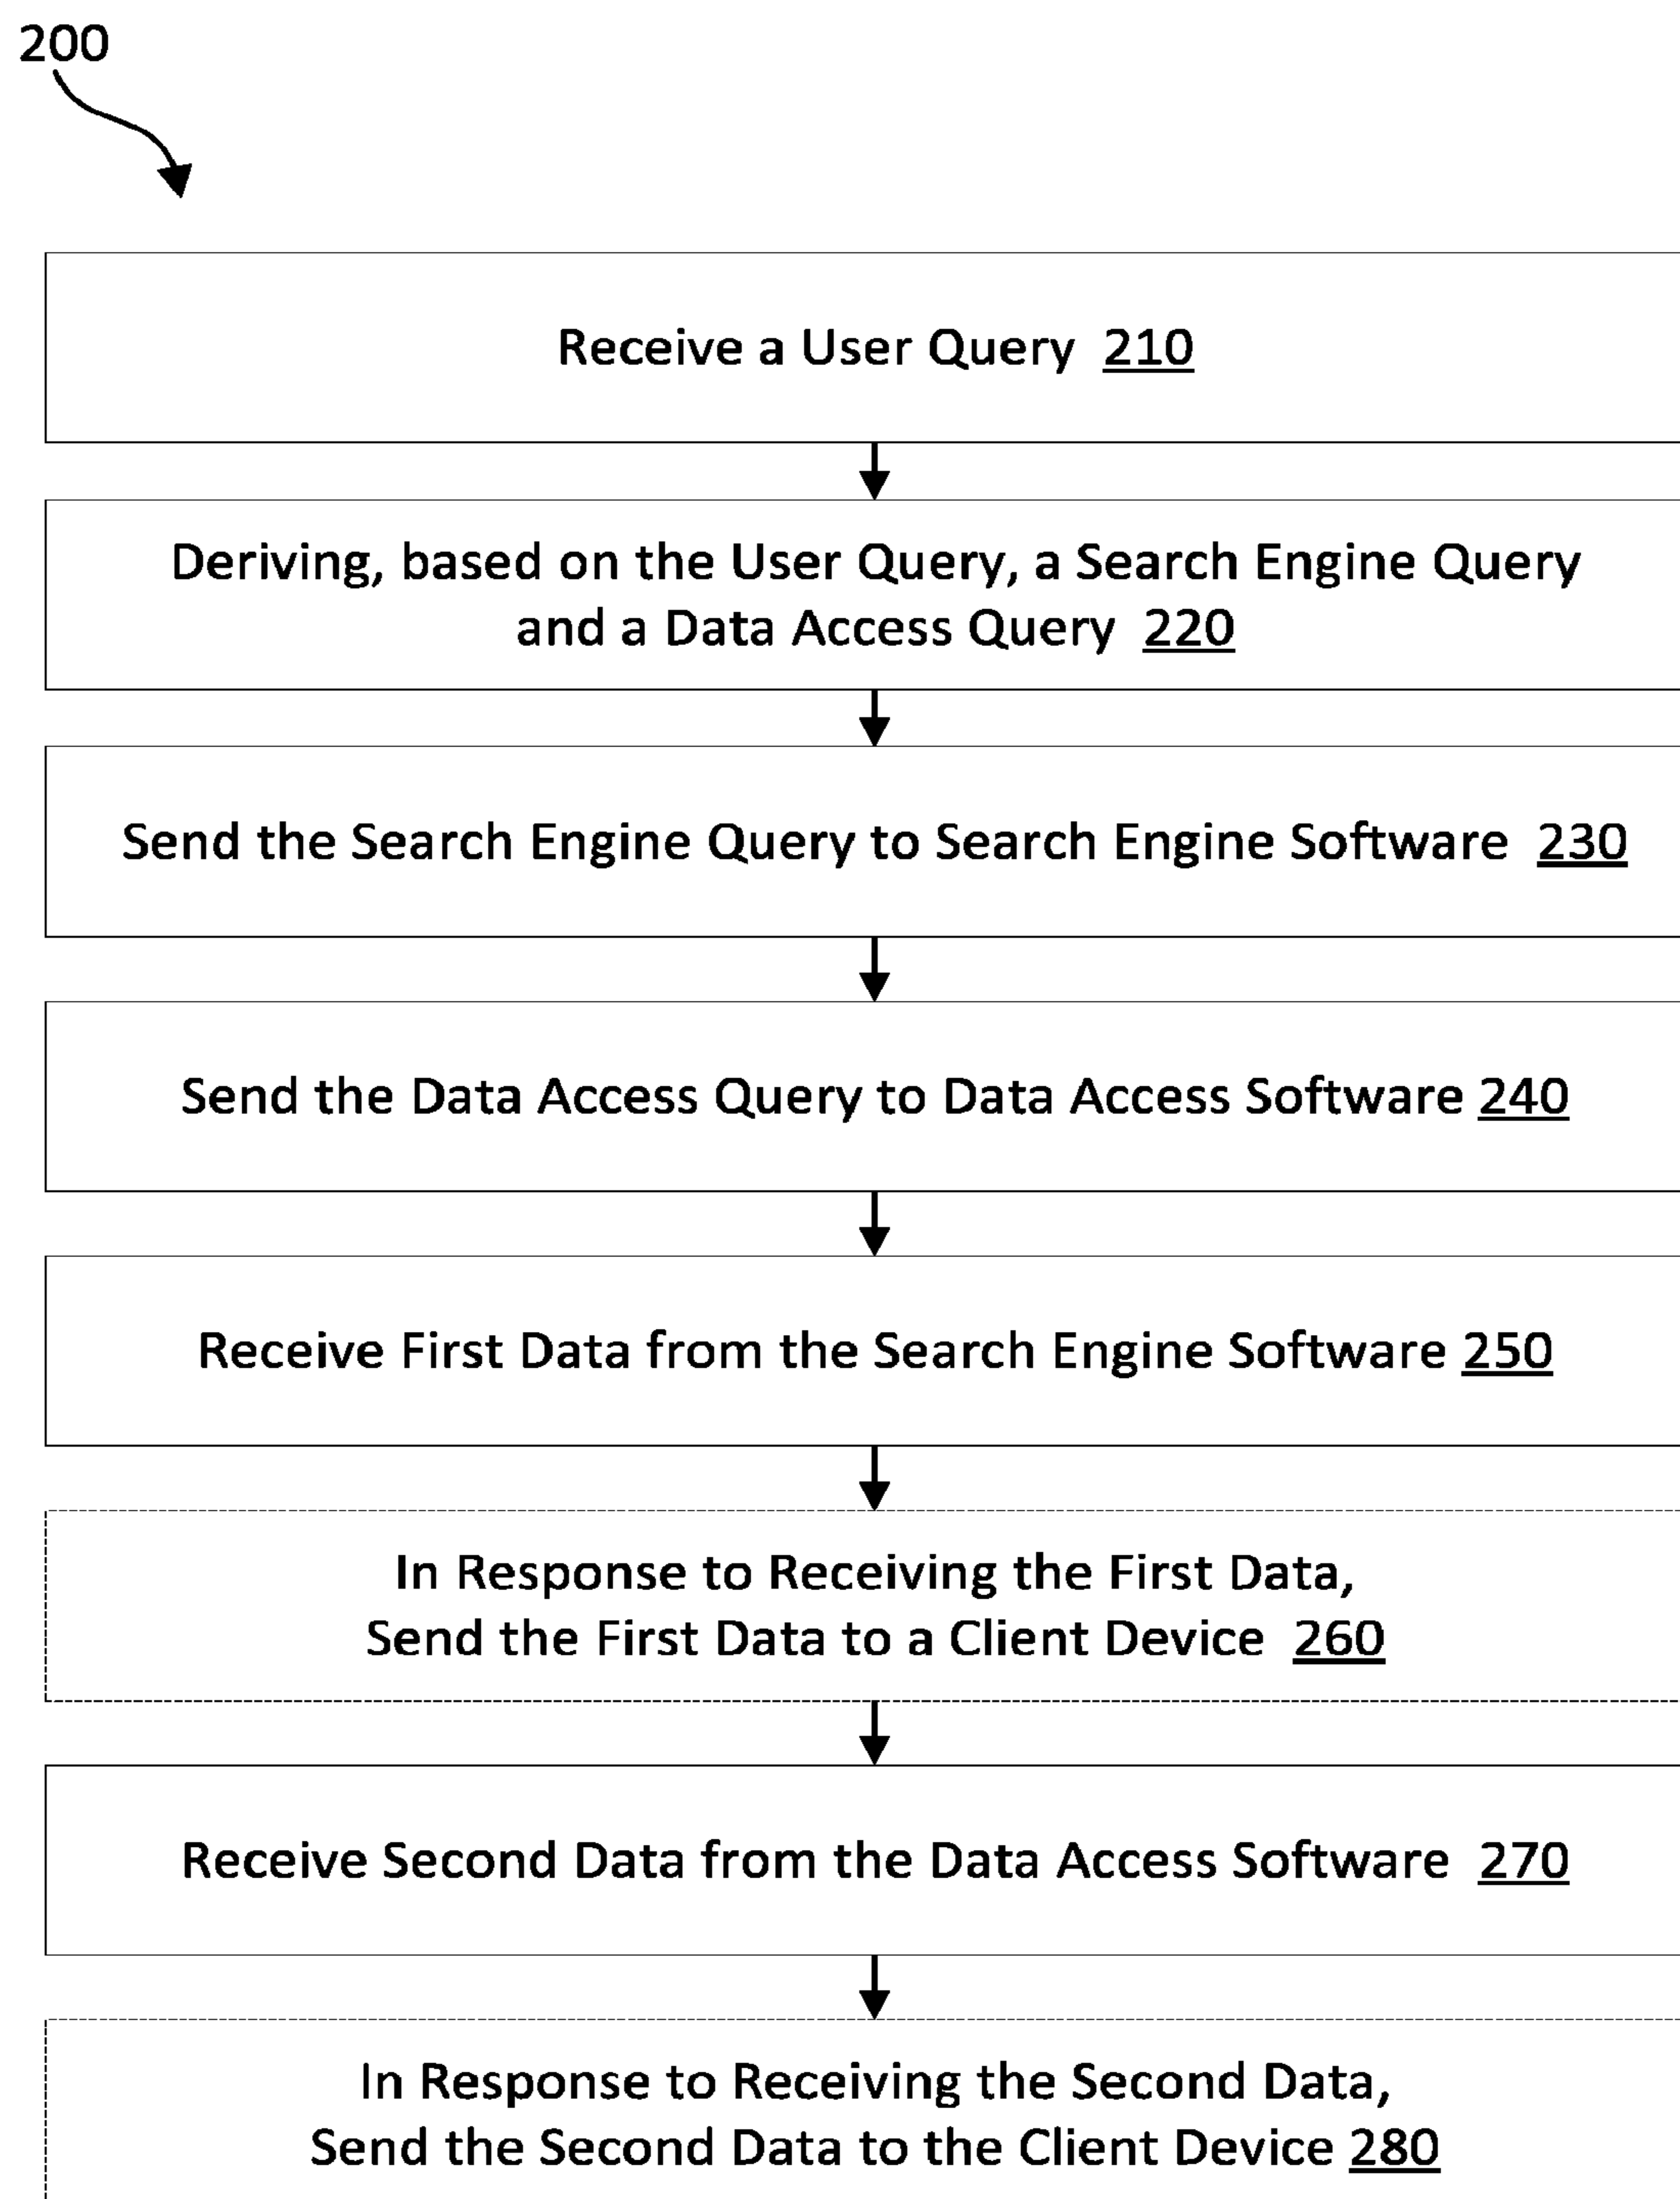 200
Receive a User Query 210
Deriving, based on the User Query, a Search Engine Query
and a Data Access Query 220
Send the Search Engine Query to Search Engine Software 230
Send the Data Access Query to Data Access Software 240
Receive First Data from the Search Engine Software 250
In Response to Receiving the First Data,
Send the First Data to a Client Device 260
Receive Second Data from the Data Access Software 270
In Response to Receiving the Second Data,
Send the Second Data to the Client Device 280